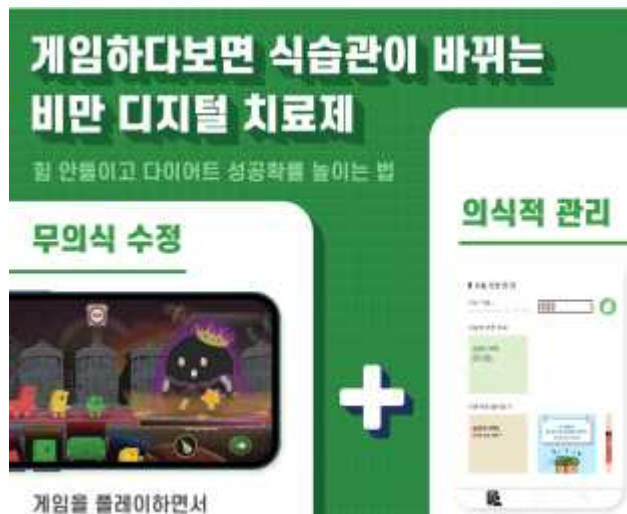 게임하다보면 식습관이 바뀌는
비만 디지털 치료제
힘 안들이고 다이어트 성공확률 높이는 법
무의식 수정
의식적 관리
게임을 플레이하면서